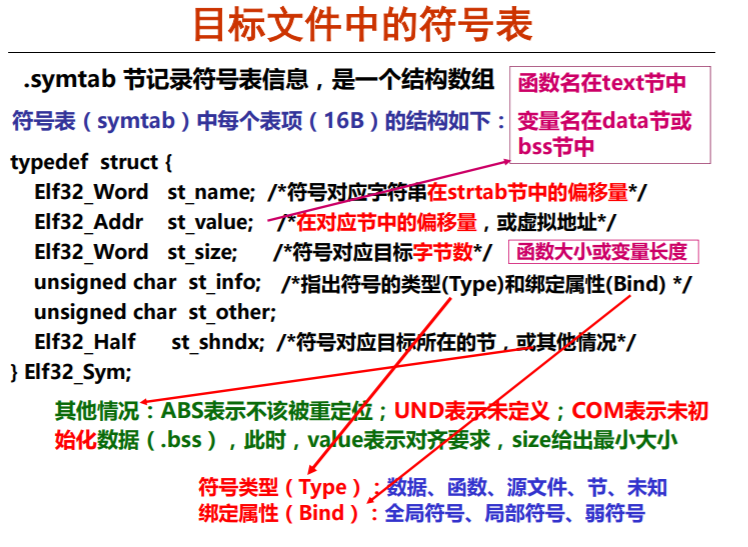 目标文件中的符号表
.symtab 节记录符号表信息，是一个结构数组
函数名在text节中
符号表（symtab）中每个表项（16B）的结构如下：
变量名在data节或
bss节中
typedef struct {
Elf32_Word st_name; /*符号对应字符串在strtab节中的偏移量*/
Elf32_Addr st_value; /*在对应节中的偏移量，或虚拟地址*/
Elf32_Word st_size; /*符号对应目标字节数*/ 函数大小或变量长度
unsigned char st_info; /*指出符号的类型(Type)和绑定属性(Bind) */
unsigned char st_other;
Elf32_Half st_shndx; /*符号对应目标所在的节，或其他情况*/
} Elf32_Sym;
其他情况：ABS表示不该被重定位；UND表示未定义；COM表示未初
始化数据（.bss），此时，value表示对齐要求，size给出最小大小
符号类型（Type）：数据、函数、源文件、节、未知
绑定属性（Bind）：全局符号、局部符号、弱符号